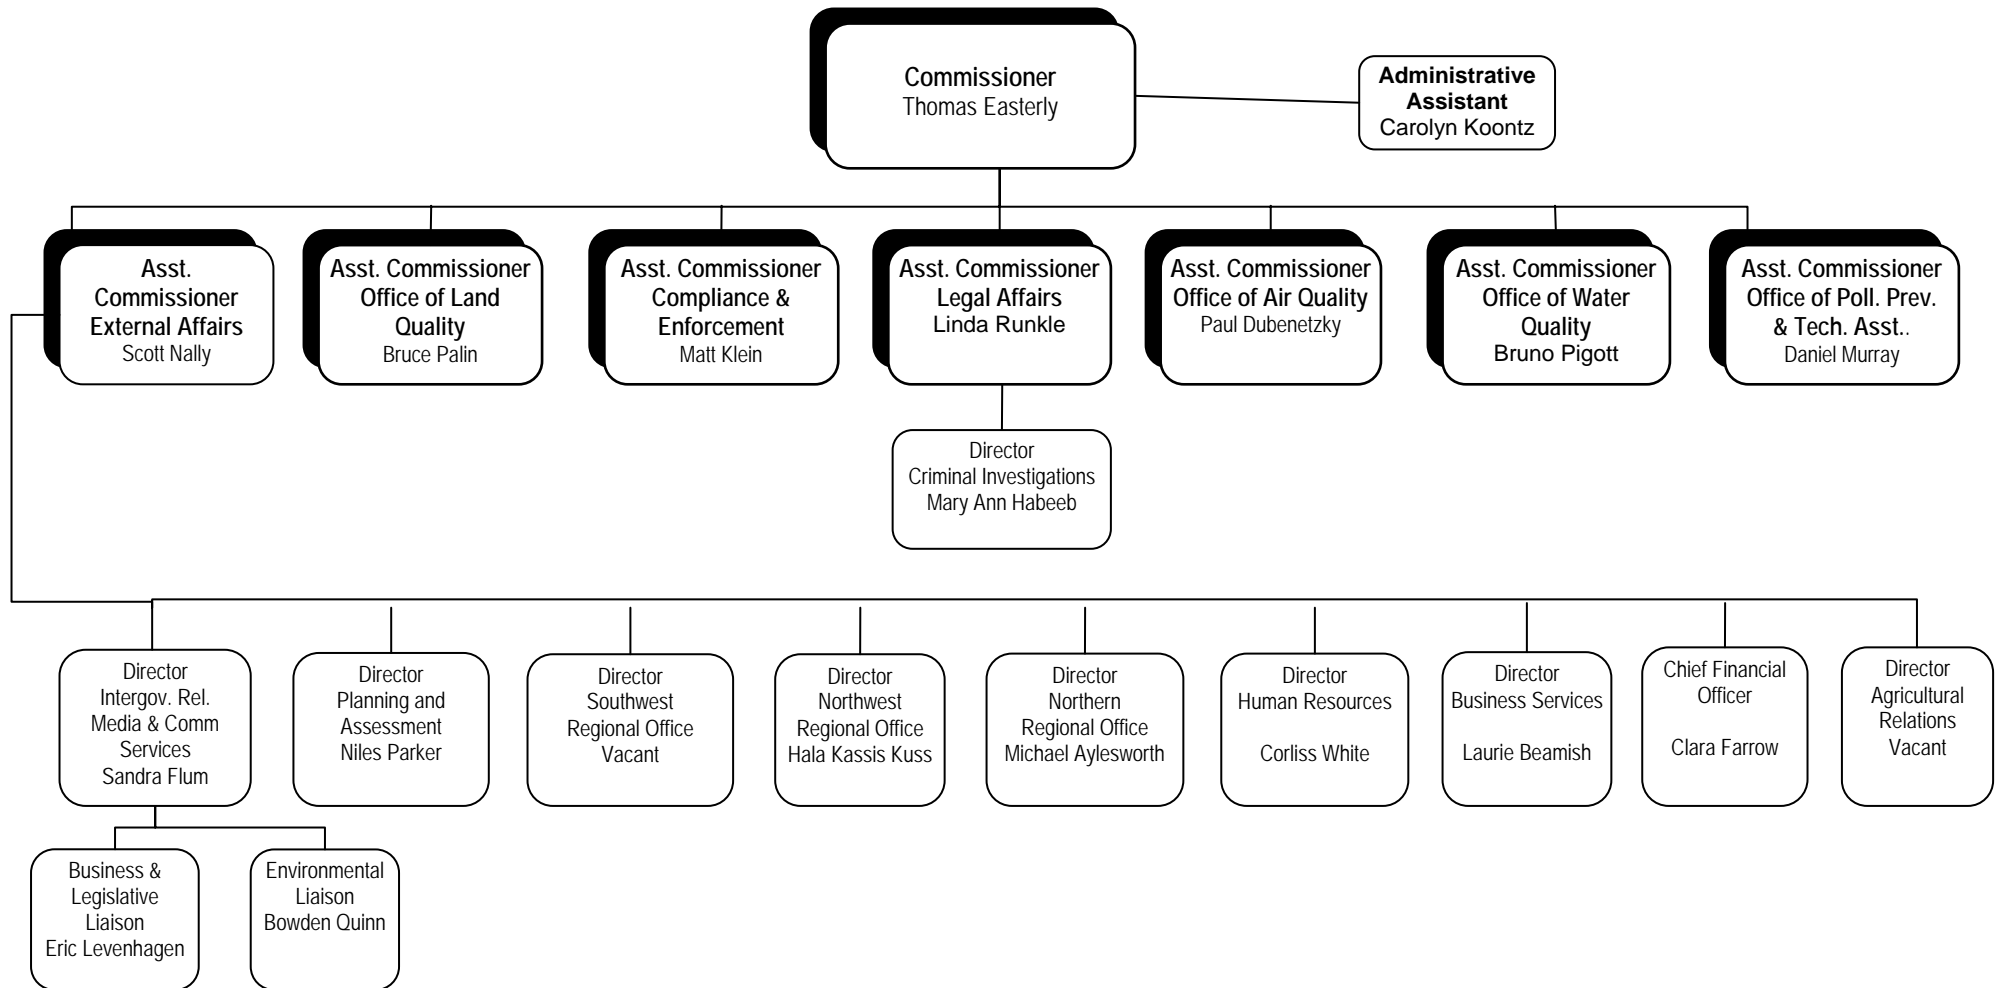 Commissioner
Thomas Easterly
Administrative
Assistant
Carolyn Koontz
Asst.
Commissioner
External Affairs
Scott Nally
Asst. Commissioner
Office of Land
Quality
Bruce Palin
Asst. Commissioner
Compliance &
Enforcement
Matt Klein
Asst. Commissioner
Legal Affairs
Linda Runkle
Asst. Commissioner
Office of Air Quality
Paul Dubenetzky
Asst. Commissioner
Office of Water
Quality
Bruno Pigott
Asst. Commissioner
Office of Poll. Prev.
& Tech. Asst..
Daniel Murray
Director
Criminal Investigations
Mary Ann Habeeb
Director
Intergov. Rel.
Media & Comm
Services
Sandra Flum
Director
Planning and
Assessment
Niles Parker
Director
Southwest
Regional Office
Vacant
Director
Northwest
Regional Office
Hala Kassis Kuss
Director
Northern
Regional Office
Michael Aylesworth
Director
Human Resources
Corliss White
Director
Business Services
Laurie Beamish
Chief Financial
Officer
Clara Farrow
Director
Agricultural
Relations
Vacant
Business &
Legislative
Liaison
Eric Levenhagen
Environmental
Liaison
Bowden Quinn